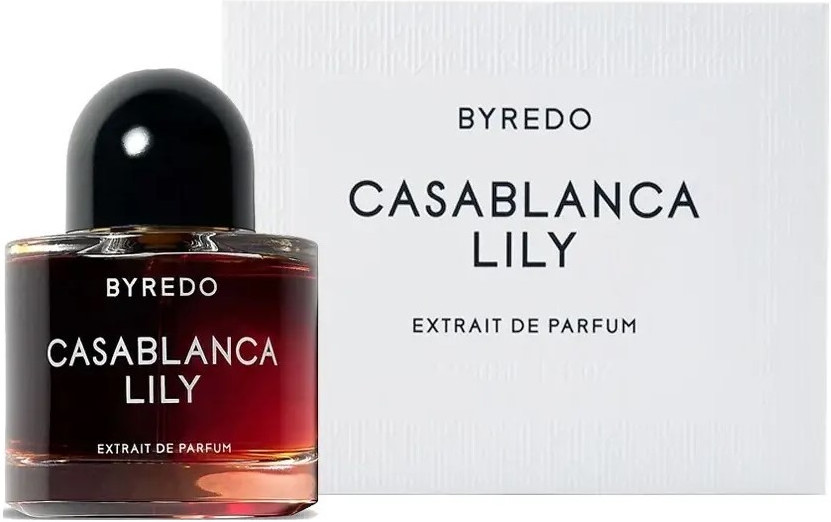 BYREDO
CASABLANCA
LILY
EXTRAIT DE PARFUM
BYREDO
CASABLANCA
LILY
EXTRAIT DE PARFUM